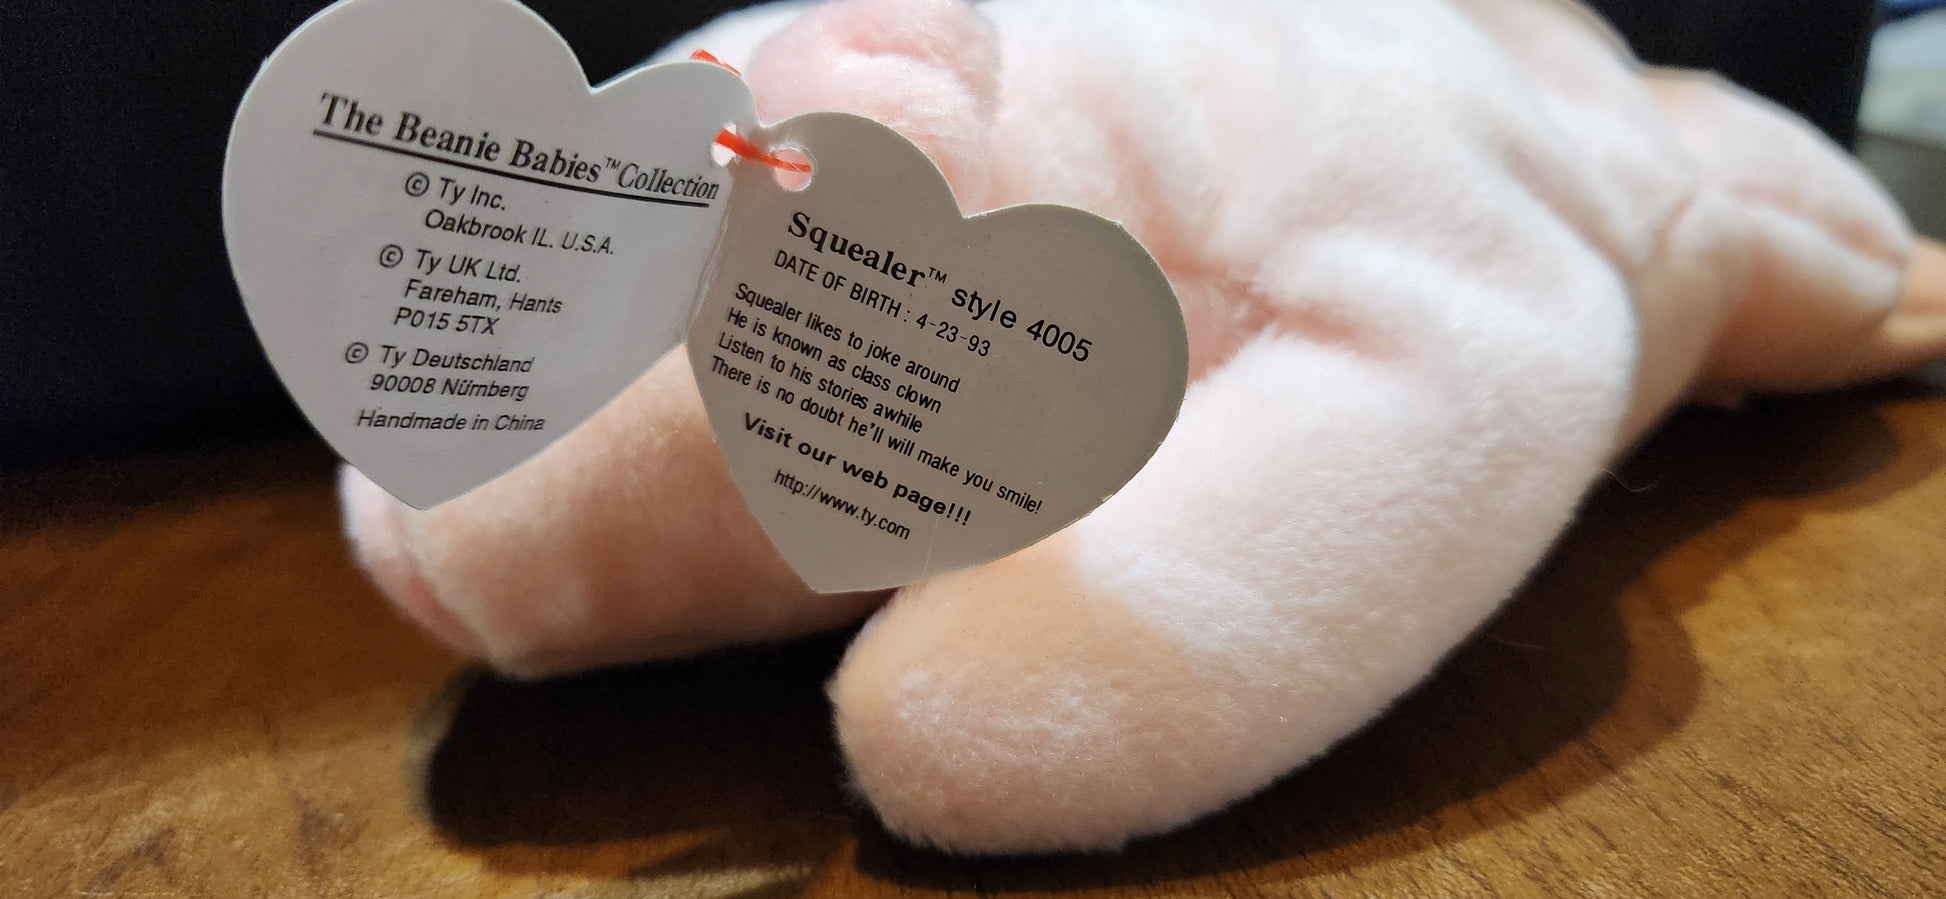 The Beanie Babies™Collection
© Ty Inc.
Oakbrook IL. U.S.A.
© Ty UK Ltd.
Fareham, Hants
P015 5TX
© Ty Deutschland
90008 Nürnberg
Handmade in China
Squealer™ style 4005
DATE OF BIRTH : 4-23-93
Squealer likes to joke around
He is known as class clown
Listen to his stories awhile
There is no doubt he'll will make you smile!
Visit our web page!!!
http://www.ty.com